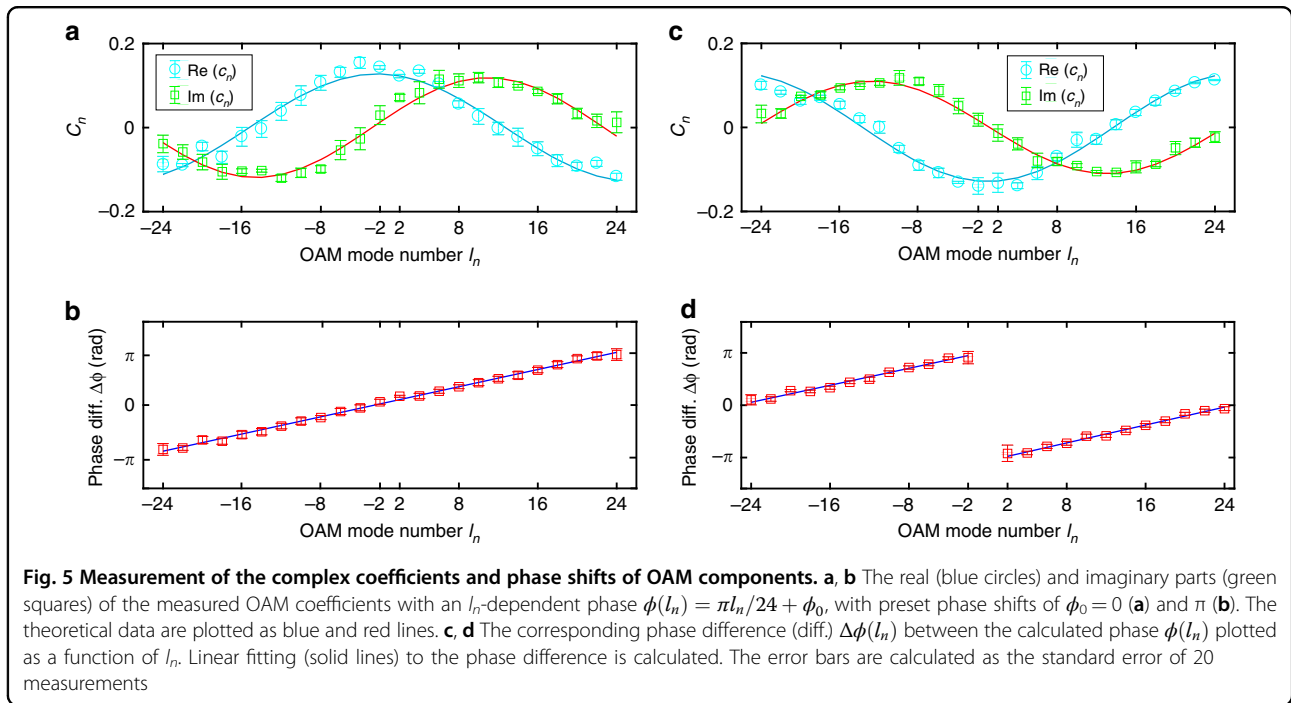 a
0.2
0
−0.2
C_n
Re (c_n)
Im (c_n)
−24 −16 −8 −2 2 8 16 24
OAM mode number l_n
c
0.2
0
−0.2
C_n
Re (c_n)
Im (c_n)
−24 −16 −8 −2 2 8 16 24
OAM mode number l_n
b
π
0
−π
Phase diff. Δϕ (rad)
−24 −16 −8 −2 2 8 16 24
OAM mode number l_n
d
π
0
−π
Phase diff. Δϕ (rad)
−24 −16 −8 −2 2 8 16 24
OAM mode number l_n
Fig. 5 Measurement of the complex coefficients and phase shifts of OAM components. a, b The real (blue circles) and imaginary parts (green
squares) of the measured OAM coefficients with an l_n-dependent phase ϕ(l_n) = πl_n/24 + ϕ_0, with preset phase shifts of ϕ_0 = 0 (a) and π (b). The
theoretical data are plotted as blue and red lines. c, d The corresponding phase difference (diff.) Δϕ(l_n) between the calculated phase ϕ(l_n) plotted
as a function of l_n. Linear fitting (solid lines) to the phase difference is calculated. The error bars are calculated as the standard error of 20
measurements